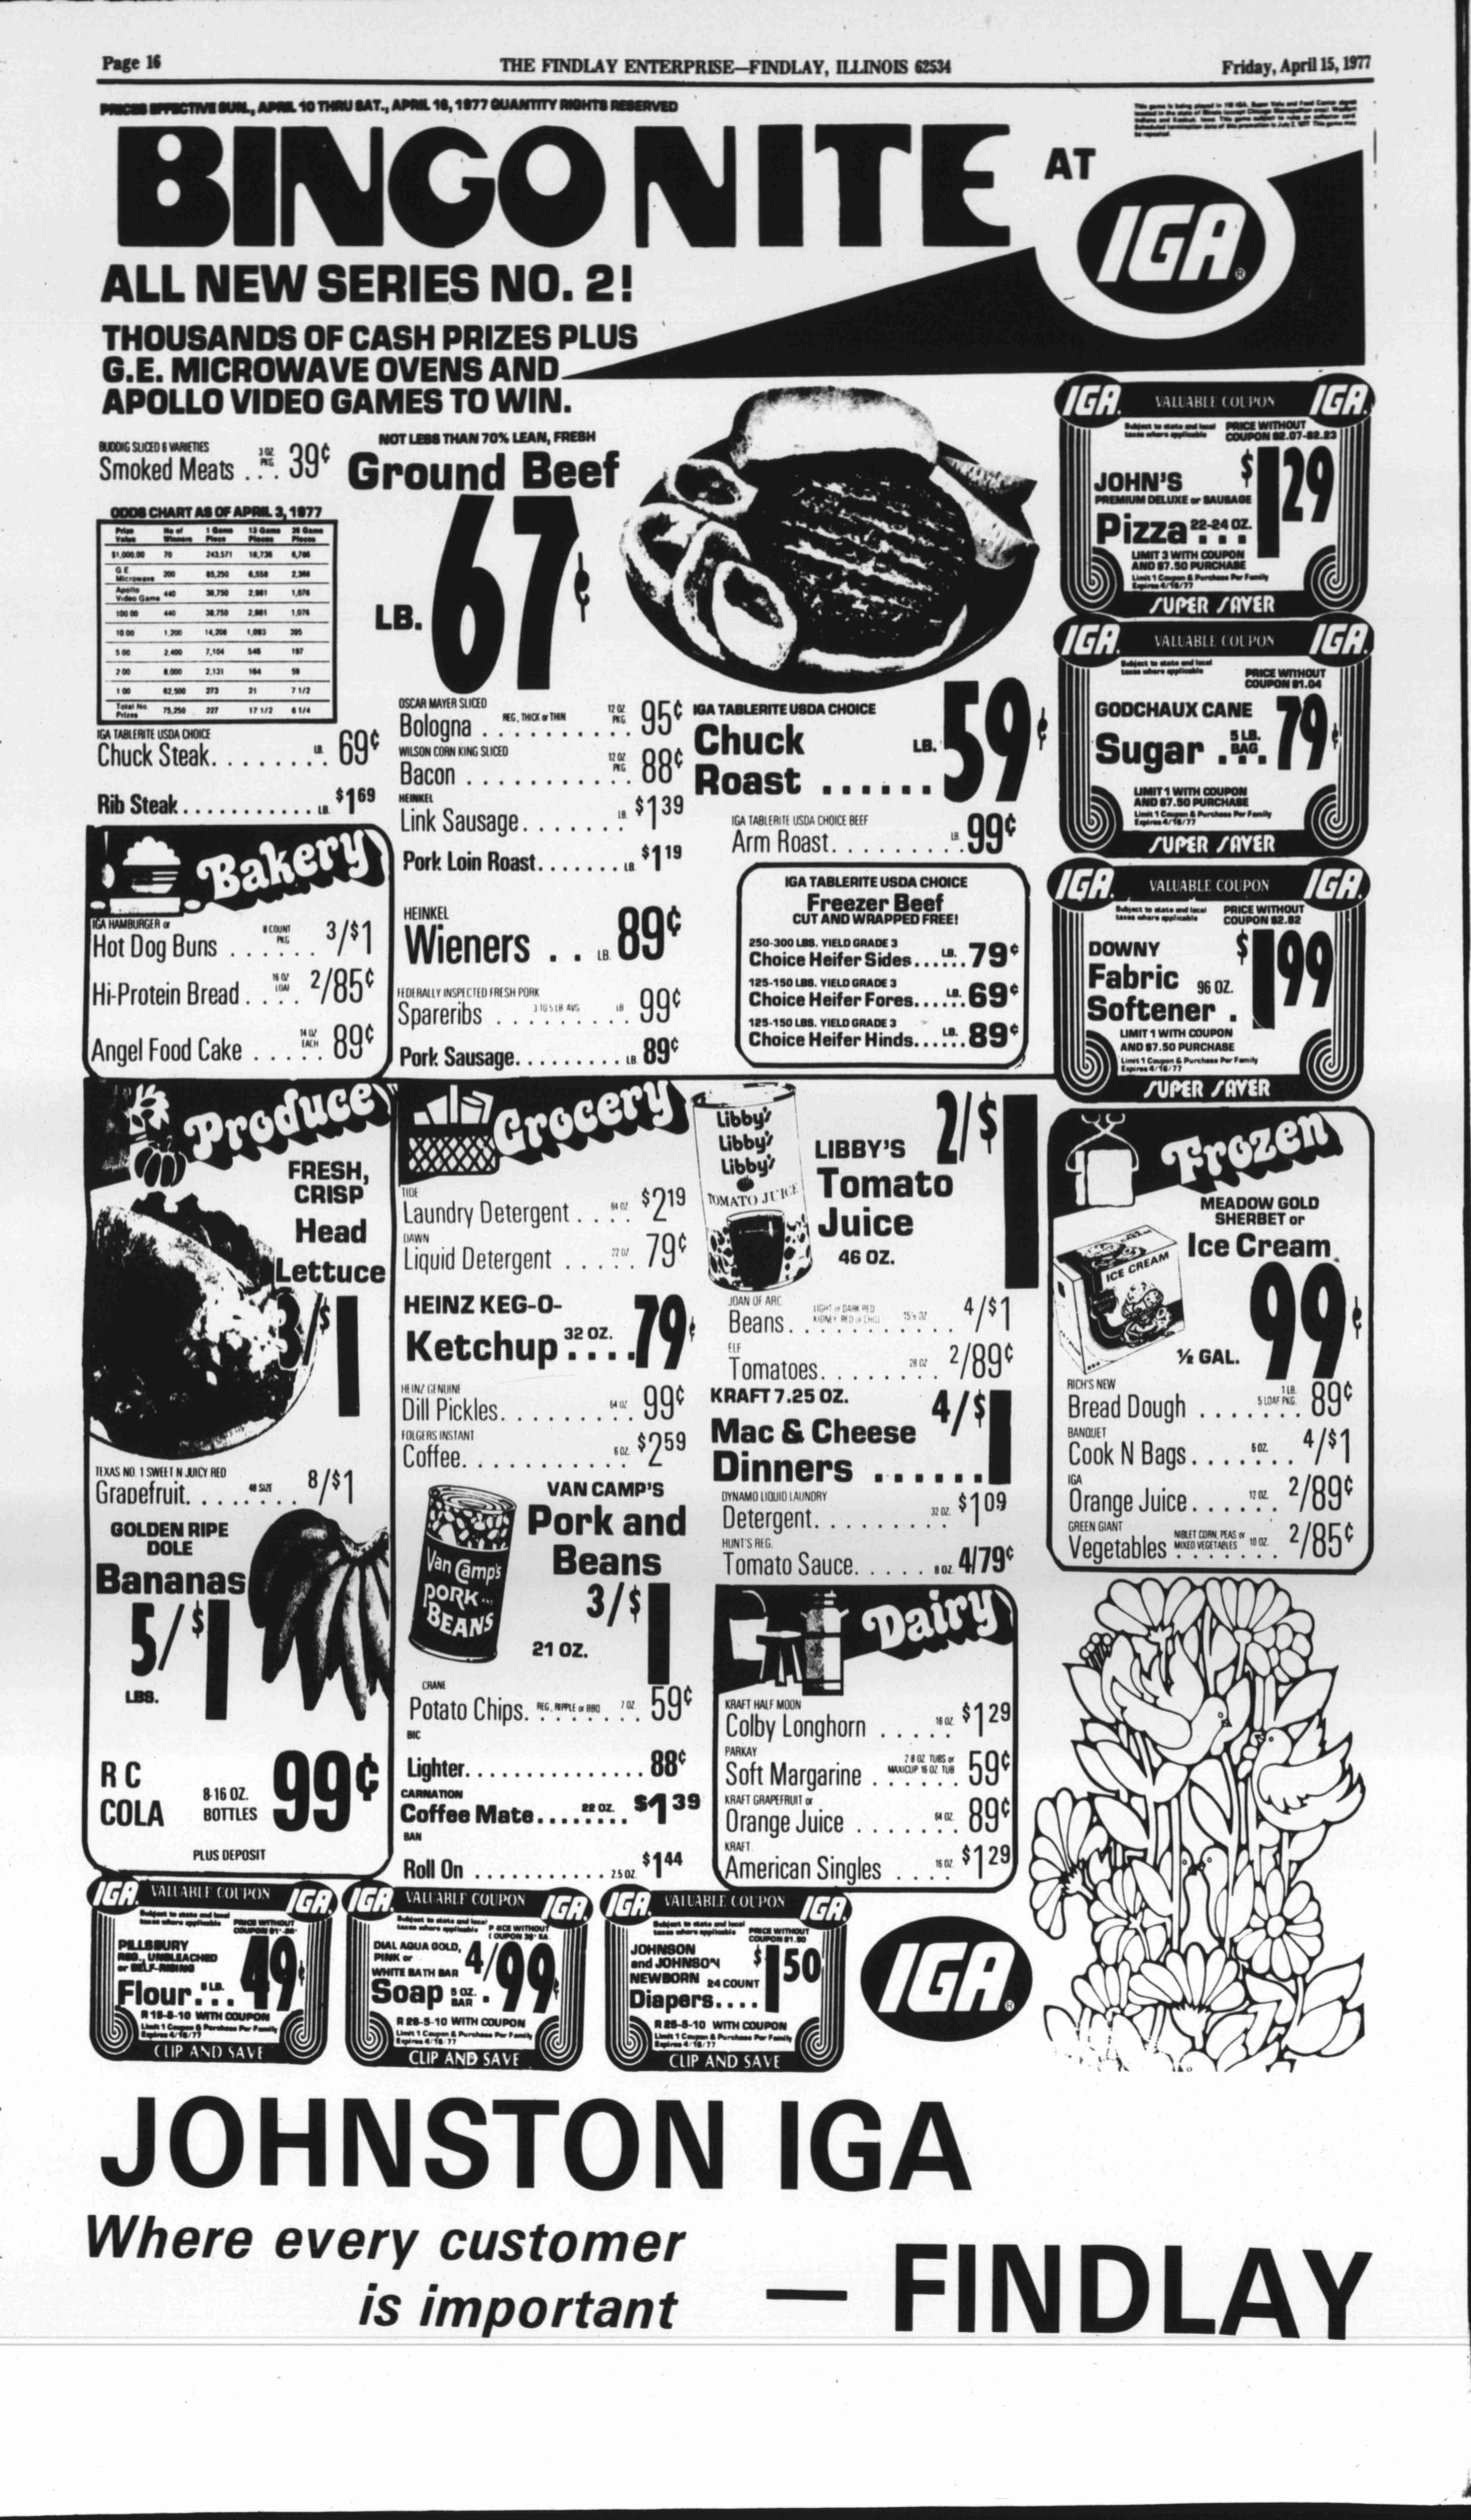 Page 16
THE FINDLAY ENTERPRISE—FINDLAY, ILLINOIS 62534
Friday, April 15, 1977
PRICES EFFECTIVE SUN., APRIL 10 THRU SAT., APRIL 16, 1977 QUANTITY RIGHTS RESERVED
BINGO NITE
AT
IGA
ALL NEW SERIES NO. 2!
THOUSANDS OF CASH PRIZES PLUS
G.E. MICROWAVE OVENS AND
APOLLO VIDEO GAMES TO WIN.
BUDDIG SLICED 6 VARIETIES
Smoked Meats . . . 3 OZ. PKG. 39¢
NOT LESS THAN 70% LEAN, FRESH
Ground Beef
LB. 67¢
ODDS CHART AS OF APRIL 3, 1977
Prize Value No of Winners 1 Game Piece 13 Game Pieces 26 Game Pieces
$1,000.00 70 243,571 18,736
G.E. Microwave 200 85,250 6,558
Apollo Video Game 440 38,750 2,981 1,076
100.00 440 38,750 2,981 1,076
10.00 1,200 14,208 1,093 395
5.00 2,400 7,104 546 197
2.00 8,000 2,131 164 59
1.00 62,500 273 21 7 1/2
Total No. Prizes 75,250 227 17 1/2 6 1/4
IGA TABLERITE USDA CHOICE
Chuck Steak. . . . . . . . LB. 69¢
Rib Steak . . . . . . . . . . . . LB. $1 69
OSCAR MAYER SLICED
Bologna REG, THICK or THIN 12 OZ. PKG. 95¢
WILSON CORN KING SLICED
Bacon . . . . . . . . . . . . 12 OZ. PKG 88¢
HEINKEL
Link Sausage. . . . . . . LB. $1 39
Pork Loin Roast. . . . . . . LB. $1 19
HEINKEL
Wieners . . LB. 89¢
FEDERALLY INSPECTED FRESH PORK
Spareribs 3 TO 5 LB AVG LB 99¢
Pork Sausage. . . . . . . . . LB. 89¢
IGA TABLERITE USDA CHOICE
Chuck
Roast . . . . . . LB. 59¢
IGA TABLERITE USDA CHOICE BEEF
Arm Roast. . . . . . . . . LB. 99¢
IGA TABLERITE USDA CHOICE
Freezer Beef
CUT AND WRAPPED FREE!
250-300 LBS. YIELD GRADE 3
Choice Heifer Sides...... LB. 79¢
125-150 LBS. YIELD GRADE 3
Choice Heifer Fores...... LB. 69¢
125-150 LBS. YIELD GRADE 3
Choice Heifer Hinds...... LB. 89¢
IGA VALUABLE COUPON IGA
Subject to state and local taxes where applicable
PRICE WITHOUT COUPON $2.07-$2.23
JOHN'S
PREMIUM DELUXE or SAUSAGE
Pizza 22-24 OZ. $1 29
LIMIT 3 WITH COUPON
AND $7.50 PURCHASE
Limit 1 Coupon & Purchase Per Family
Expires 4/16/77
SUPER SAVER
IGA VALUABLE COUPON IGA
Subject to state and local taxes where applicable
PRICE WITHOUT COUPON $1.04
GODCHAUX CANE
Sugar 5 LB. BAG. 79¢
LIMIT 1 WITH COUPON
AND $7.50 PURCHASE
Limit 1 Coupon & Purchase Per Family
Expires 4/16/77
SUPER SAVER
IGA VALUABLE COUPON IGA
Subject to state and local taxes where applicable
PRICE WITHOUT COUPON $2.82
DOWNY
Fabric
Softener . 96 OZ. $1 99
LIMIT 1 WITH COUPON
AND $7.50 PURCHASE
Limit 1 Coupon & Purchase Per Family
Expires 4/16/77
SUPER SAVER
Bakery
IGA HAMBURGER or
Hot Dog Buns . . . . . . 8 COUNT PKG 3/$1
Hi-Protein Bread . . . . 16 OZ LOAF 2/85¢
Angel Food Cake . . . . . 14 OZ EACH 89¢
Produce
FRESH,
CRISP
Head
Lettuce
3/$1
TEXAS NO. 1 SWEET N JUICY RED
Grapefruit. . . . . . . . 48 SIZE 8/$1
GOLDEN RIPE
DOLE
Bananas
5/$1
LBS.
R C
COLA
8-16 OZ.
BOTTLES
99¢
PLUS DEPOSIT
Grocery
TIDE
Laundry Detergent . . . . 84 OZ $2 19
DAWN
Liquid Detergent . . . . . 22 OZ 79¢
HEINZ KEG-O-
Ketchup 32 OZ. 79¢
HEINZ GENUINE
Dill Pickles. . . . . . . . . 64 OZ 99¢
FOLGERS INSTANT
Coffee. . . . . . . . . . . 6 OZ. $2 59
Van Camp's
PORK...
BEANS
VAN CAMP'S
Pork and
Beans
3/$1
21 OZ.
CRANE
Potato Chips. REG, RIPPLE or BBQ 7 OZ 59¢
BIC
Lighter. . . . . . . . . . . . . . . 88¢
CARNATION
Coffee Mate. . . . . . . . 22 OZ. $1 39
BAN
Roll On . . . . . . . . . . . 2.5 OZ. $1 44
Libby's
Libby's
Libby's
TOMATO JUICE
LIBBY'S
Tomato
Juice
46 OZ.
2/$1
JOAN OF ARC
Beans. LIGHT or DARK RED KIDNEY RED or CHILI 15½ OZ 4/$1
ELF
Tomatoes. . . . . . . . 28 OZ 2/89¢
KRAFT 7.25 OZ.
Mac & Cheese
Dinners . . . . . . 4/$1
DYNAMO LIQUID LAUNDRY
Detergent. . . . . . . . . 32 OZ. $1 09
HUNT'S REG.
Tomato Sauce. . . . . . 8 OZ. 4/79¢
Dairy
KRAFT HALF MOON
Colby Longhorn . . . . . 16 OZ. $1 29
PARKAY
Soft Margarine 2 8 OZ TUBS or MAXICUP 16 OZ TUB 59¢
KRAFT GRAPEFRUIT or
Orange Juice . . . . . . . 64 OZ. 89¢
KRAFT
American Singles . . . . 16 OZ. $1 29
Frozen
MEADOW GOLD
SHERBET or
Ice Cream
ICE CREAM
½ GAL.
99¢
RICH'S NEW
Bread Dough . . . . . . . 1 LB. 5 LOAF PKG. 89¢
BANQUET
Cook N Bags. . . . . . . 5 OZ. 4/$1
IGA
Orange Juice. . . . . . 12 OZ. 2/89¢
GREEN GIANT
Vegetables NIBLET CORN, PEAS or MIXED VEGETABLES 10 OZ. 2/85¢
IGA VALUABLE COUPON IGA
Subject to state and local taxes where applicable
PRICE WITHOUT
PILLSBURY
REG., UNBLEACHED
or SELF-RISING
Flour . . . 5 LB. 49¢
R 15-5-10 WITH COUPON
Limit 1 Coupon & Purchase Per Family
Expires 4/16/77
CLIP AND SAVE
IGA VALUABLE COUPON IGA
Subject to state and local taxes where applicable
DIAL AQUA GOLD,
PINK or
WHITE BATH BAR
Soap 5 OZ. BAR . 4/99¢
R 28-5-10 WITH COUPON
Limit 1 Coupon & Purchase Per Family
Expires 4/16/77
CLIP AND SAVE
IGA VALUABLE COUPON IGA
Subject to state and local taxes where applicable
PRICE WITHOUT COUPON $1.80
JOHNSON
and JOHNSON
NEWBORN 24 COUNT
Diapers.... $1 50
R 25-5-10 WITH COUPON
Limit 1 Coupon & Purchase Per Family
Expires 4/16/77
CLIP AND SAVE
IGA
JOHNSTON IGA
Where every customer
is important
— FINDLAY